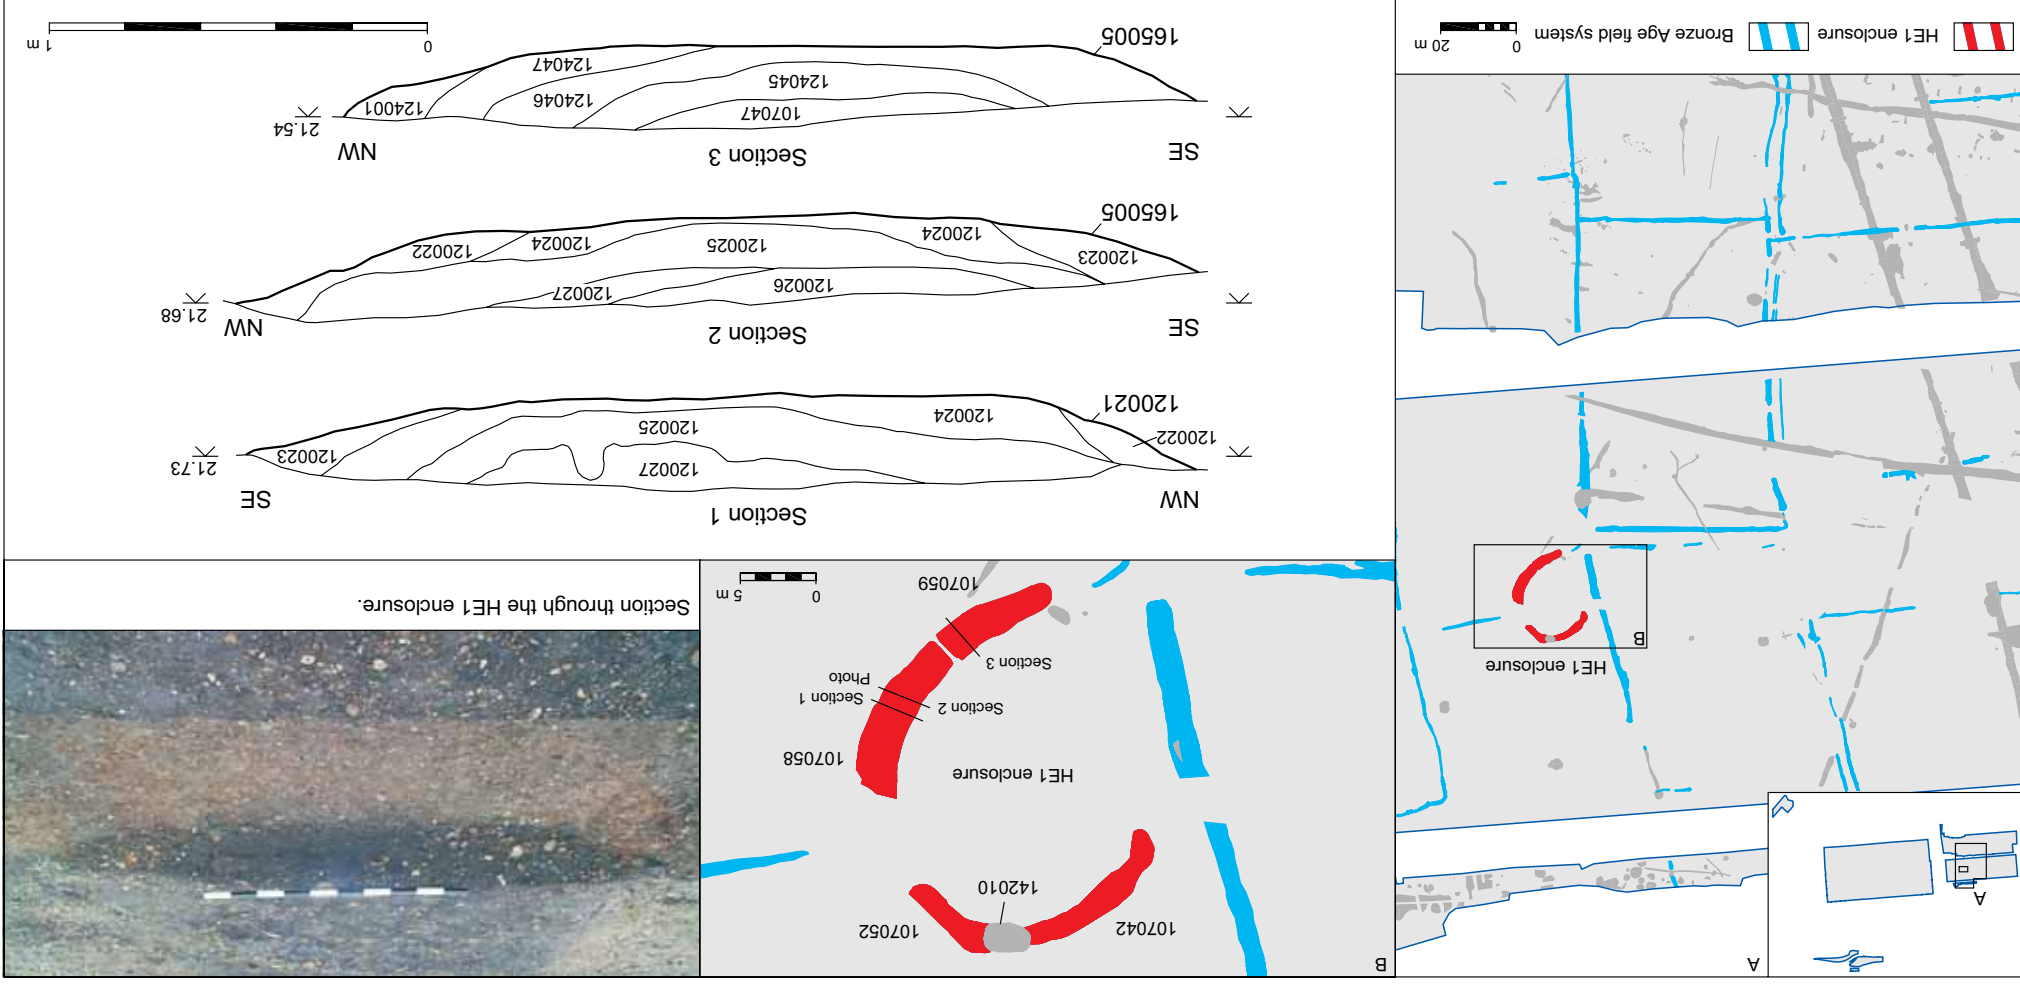 A
A
HE1 enclosure
B
HE1 enclosure
Bronze Age field system
0 20 m
B
107042
107052
142010
HE1 enclosure
107058
Section 2
Section 1
Photo
Section 3
107059
0 5 m
Section through the HE1 enclosure.
Section 1
NW
SE
21.73
120022
120021
120024
120027
120025
120023
Section 2
SE
NW
21.68
120023
165005
120024
120026
120025
120027
120024
120022
Section 3
SE
NW
21.54
165005
107047
124045
124046
124047
124001
0 1 m